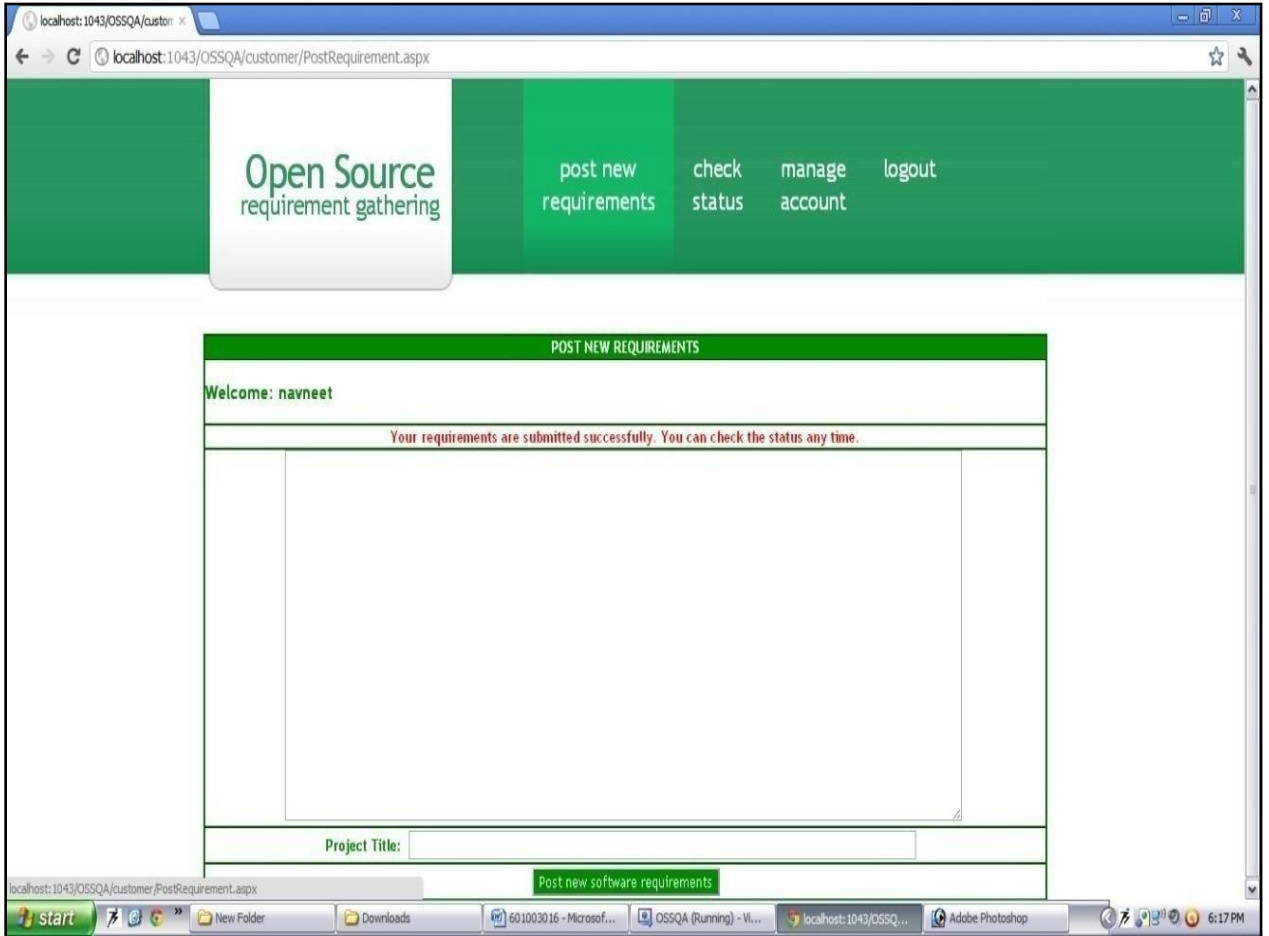 localhost:1043/OSSQA/custom
localhost:1043/OSSQA/customer/PostRequirement.aspx
Open Source
requirement gathering
post new
requirements
check
status
manage
account
logout
POST NEW REQUIREMENTS
Welcome: navneet
Your requirements are submitted successfully. You can check the status any time.
Project Title:
Post new software requirements
localhost:1043/OSSQA/customer/PostRequirement.aspx
start
New Folder
Downloads
601003016 - Microsof...
OSSQA (Running) - Vi...
localhost:1043/OSSQ...
Adobe Photoshop
6:17 PM